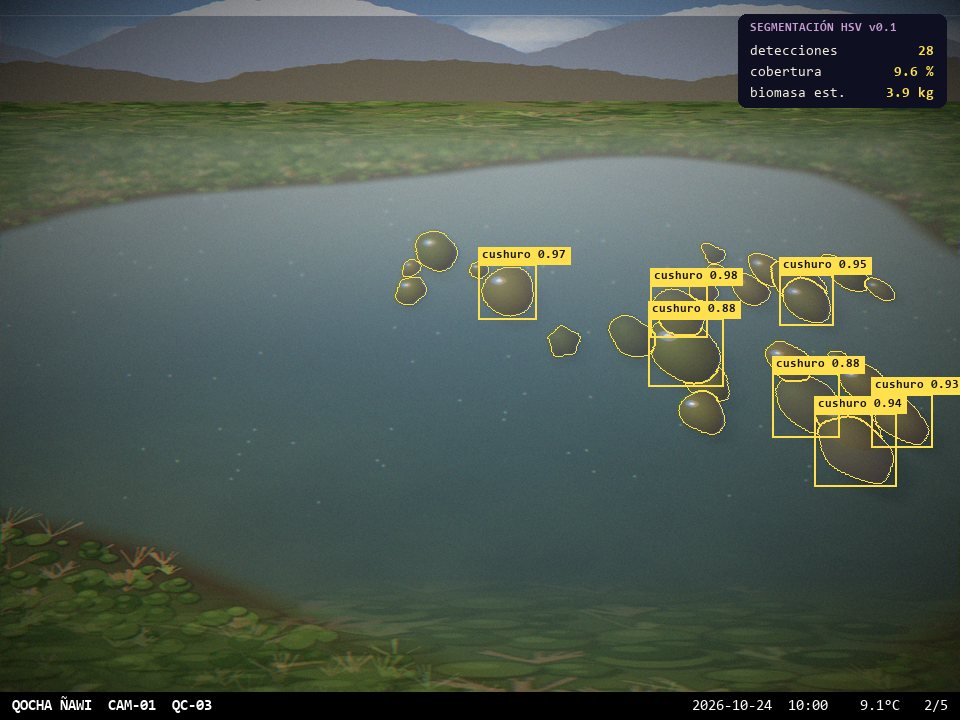 SEGMENTACIÓN HSV v0.1
detecciones 28
cobertura 9.6 %
biomasa est. 3.9 kg
cushuro 0.97
cushuro 0.95
cushuro 0.98
cushuro 0.88
cushuro 0.88
cushuro 0.93
cushuro 0.94
QOCHA ÑAWI CAM-01 QC-03 2026-10-24 10:00 9.1°C 2/5